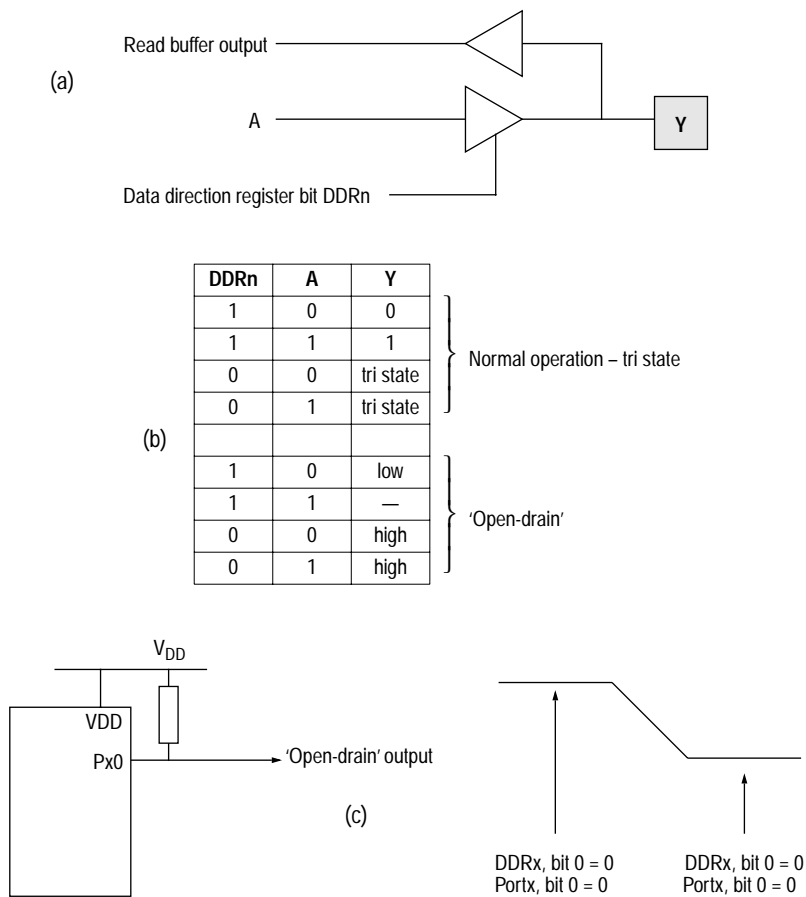 Read buffer output
(a)
A
Y
Data direction register bit DDRn
DDRn A Y
1 0 0
1 1 1
0 0 tri state
0 1 tri state
Normal operation – tri state
(b)
1 0 low
1 1 —
0 0 high
0 1 high
‘Open-drain’
VDD
VDD
Px0
‘Open-drain’ output
(c)
DDRx, bit 0 = 0
Portx, bit 0 = 0
DDRx, bit 0 = 0
Portx, bit 0 = 0